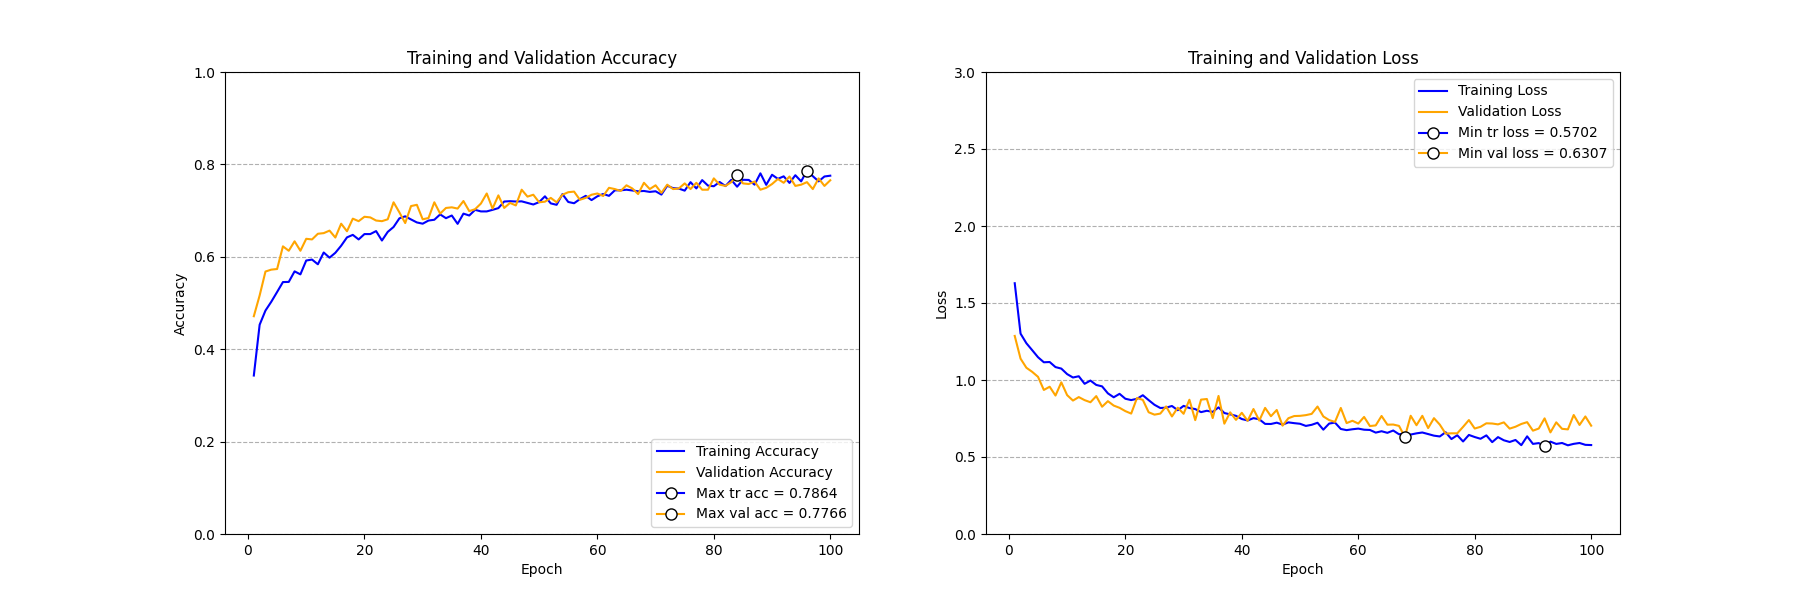 Training and Validation Accuracy
1.0
0.8
0.6
0.4
0.2
0.0
Accuracy
0 20 40 60 80 100
Epoch
Training Accuracy
Validation Accuracy
Max tr acc = 0.7864
Max val acc = 0.7766
Training and Validation Loss
3.0
2.5
2.0
1.5
1.0
0.5
0.0
Loss
0 20 40 60 80 100
Epoch
Training Loss
Validation Loss
Min tr loss = 0.5702
Min val loss = 0.6307